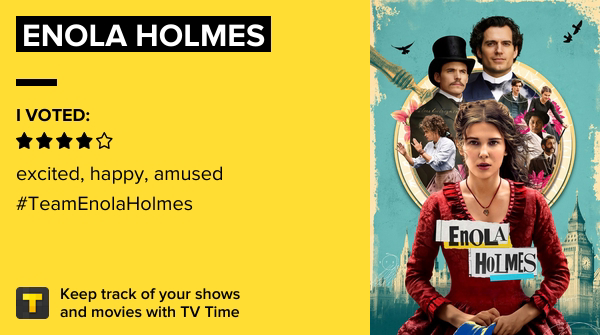 ENOLA HOLMES
I VOTED:
excited, happy, amused
#TeamEnolaHolmes
T
Keep track of your shows
and movies with TV Time
ENOLA
HOLMES